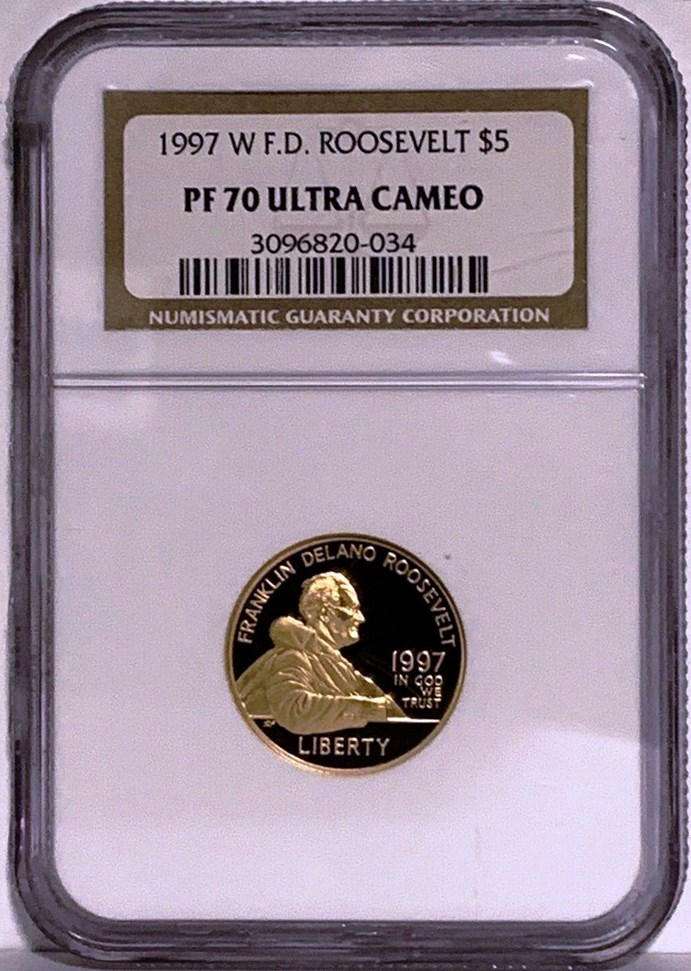 1997 W F.D. ROOSEVELT $5
PF 70 ULTRA CAMEO
3096820-034
NUMISMATIC GUARANTY CORPORATION
FRANKLIN DELANO ROOSEVELT
1997
IN GOD
WE
TRUST
LIBERTY